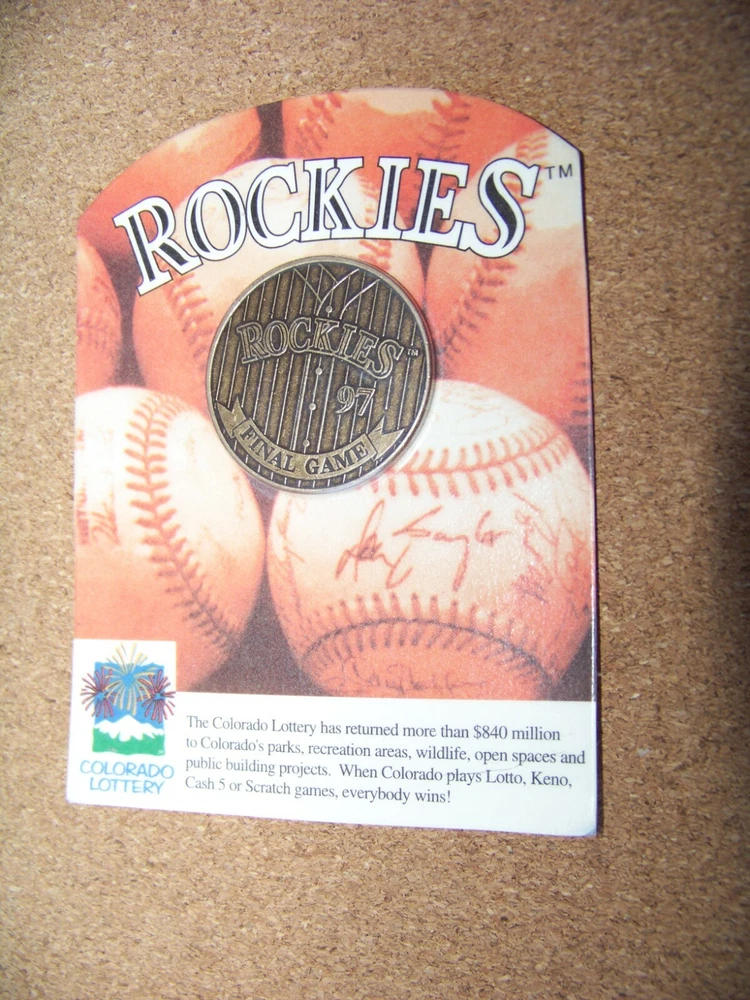 ROCKIES™
ROCKIES™
97
FINAL GAME
COLORADO
LOTTERY
The Colorado Lottery has returned more than $840 million
to Colorado's parks, recreation areas, wildlife, open spaces and
public building projects. When Colorado plays Lotto, Keno,
Cash 5 or Scratch games, everybody wins!